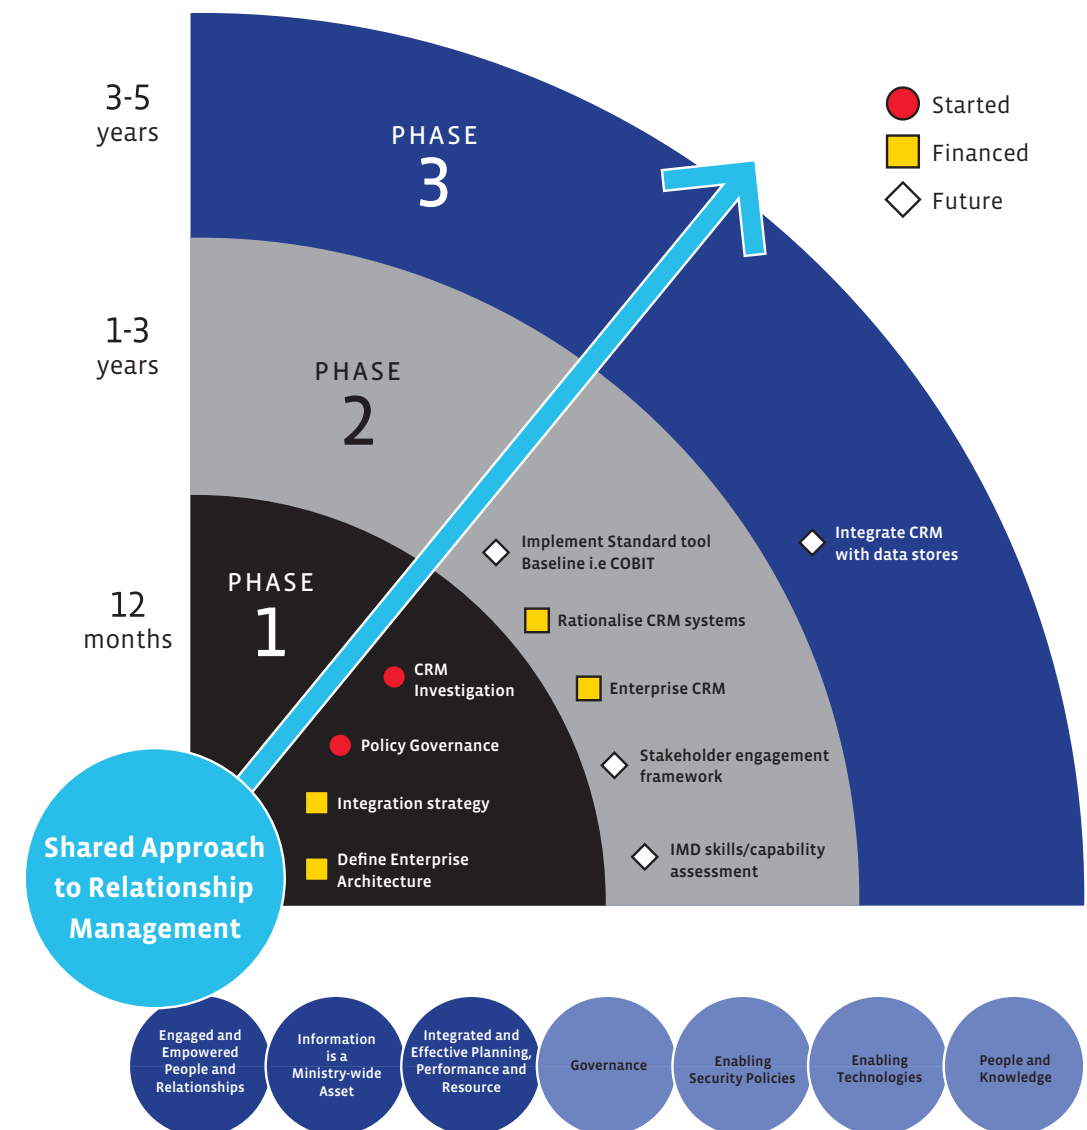 3-5
years
PHASE
3
Started
Financed
Future
1-3
years
PHASE
2
12
months
PHASE
1
Implement Standard tool
Baseline i.e COBIT
Rationalise CRM systems
Enterprise CRM
Stakeholder engagement
framework
IMD skills/capability
assessment
Integrate CRM
with data stores
CRM
Investigation
Policy Governance
Integration strategy
Define Enterprise
Architecture
Shared Approach
to Relationship
Management
Engaged and
Empowered
People and
Relationships
Information
is a
Ministry-wide
Asset
Integrated and
Effective Planning,
Performance and
Resource
Governance
Enabling
Security Policies
Enabling
Technologies
People and
Knowledge